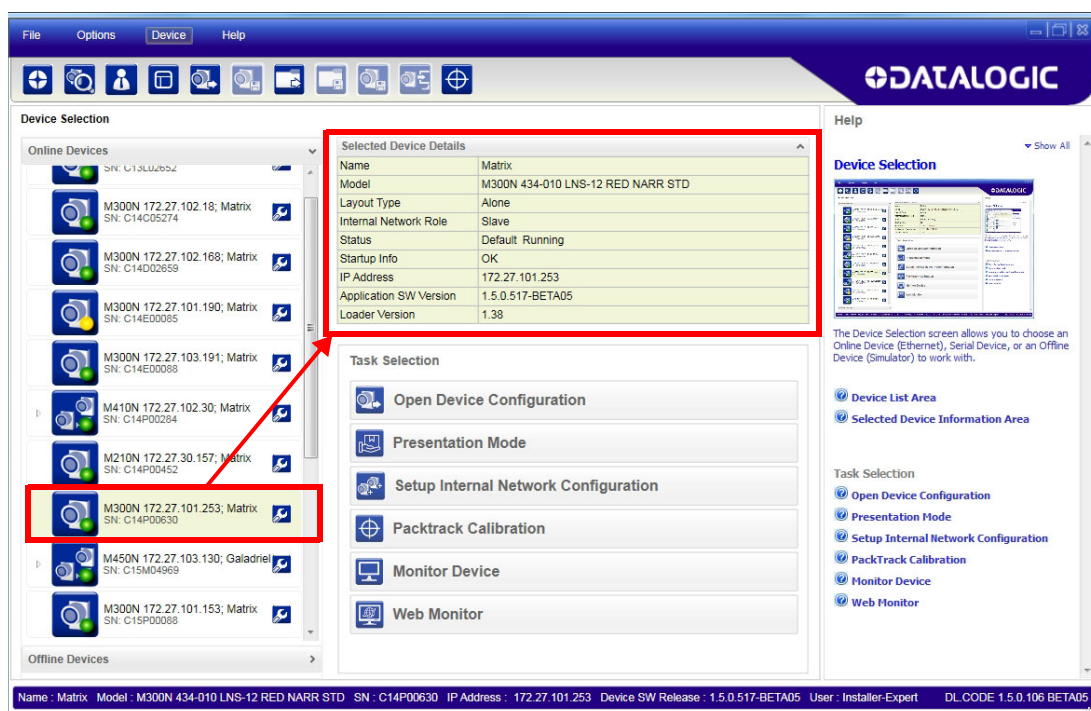 File Options Device Help
DATALOGIC
Device Selection
Online Devices
SN: C13L02652
M300N 172.27.102.18; Matrix
SN: C14C05274
M300N 172.27.102.168; Matrix
SN: C14D02659
M300N 172.27.101.190; Matrix
SN: C14E00085
M300N 172.27.103.191; Matrix
SN: C14E00088
M410N 172.27.102.30; Matrix
SN: C14P00284
M210N 172.27.30.157; Matrix
SN: C14P00452
M300N 172.27.101.253; Matrix
SN: C14P00630
M450N 172.27.103.130; Galadriel
SN: C15M04969
M300N 172.27.101.153; Matrix
SN: C15P00088
Offline Devices
Selected Device Details
Name Matrix
Model M300N 434-010 LNS-12 RED NARR STD
Layout Type Alone
Internal Network Role Slave
Status Default Running
Startup Info OK
IP Address 172.27.101.253
Application SW Version 1.5.0.517-BETA05
Loader Version 1.38
Task Selection
Open Device Configuration
Presentation Mode
Setup Internal Network Configuration
Packtrack Calibration
Monitor Device
Web Monitor
Help
Show All
Device Selection
The Device Selection screen allows you to choose an
Online Device (Ethernet), Serial Device, or an Offline
Device (Simulator) to work with.
Device List Area
Selected Device Information Area
Task Selection
Open Device Configuration
Presentation Mode
Setup Internal Network Configuration
PackTrack Calibration
Monitor Device
Web Monitor
Name : Matrix Model : M300N 434-010 LNS-12 RED NARR STD SN : C14P00630 IP Address : 172.27.101.253 Device SW Release : 1.5.0.517-BETA05 User : Installer-Expert DL.CODE 1.5.0.106 BETA05